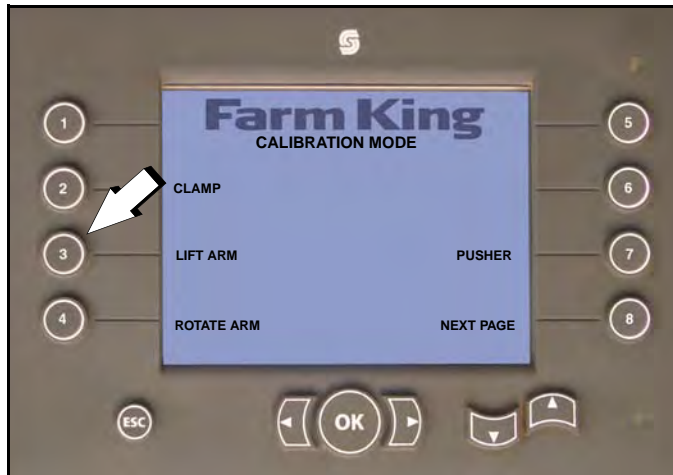 Farm King
CALIBRATION MODE
1
5
2
CLAMP
6
3
LIFT ARM
PUSHER
7
4
ROTATE ARM
NEXT PAGE
8
ESC
OK